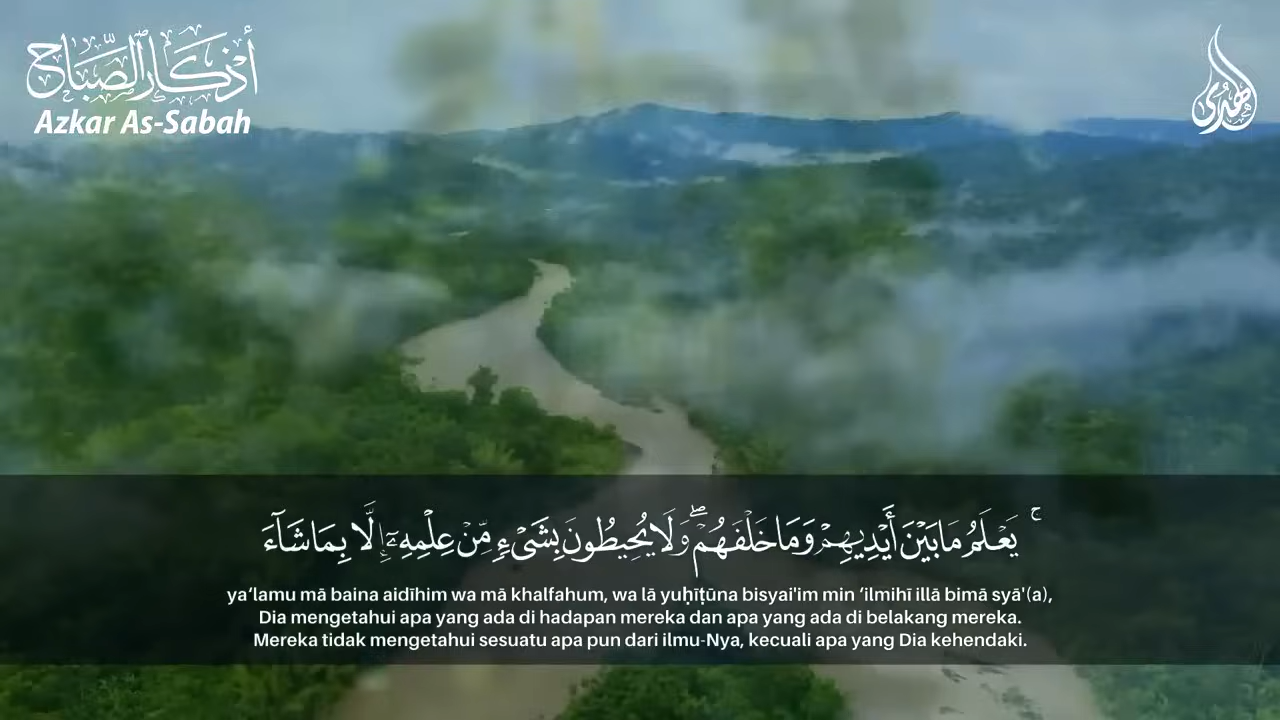 أذكار الصباح
Azkar As-Sabah
الهدى
ۚ يَعْلَمُ مَا بَيْنَ أَيْدِيهِمْ وَمَا خَلْفَهُمْ ۖ وَلَا يُحِيطُونَ بِشَىْءٍ مِّنْ عِلْمِهِۦٓ إِلَّا بِمَا شَآءَ
ya‘lamu mā baina aidīhim wa mā khalfahum, wa lā yuḥīṭūna bisyai'im min ‘ilmihī illā bimā syā'(a),
Dia mengetahui apa yang ada di hadapan mereka dan apa yang ada di belakang mereka.
Mereka tidak mengetahui sesuatu apa pun dari ilmu-Nya, kecuali apa yang Dia kehendaki.